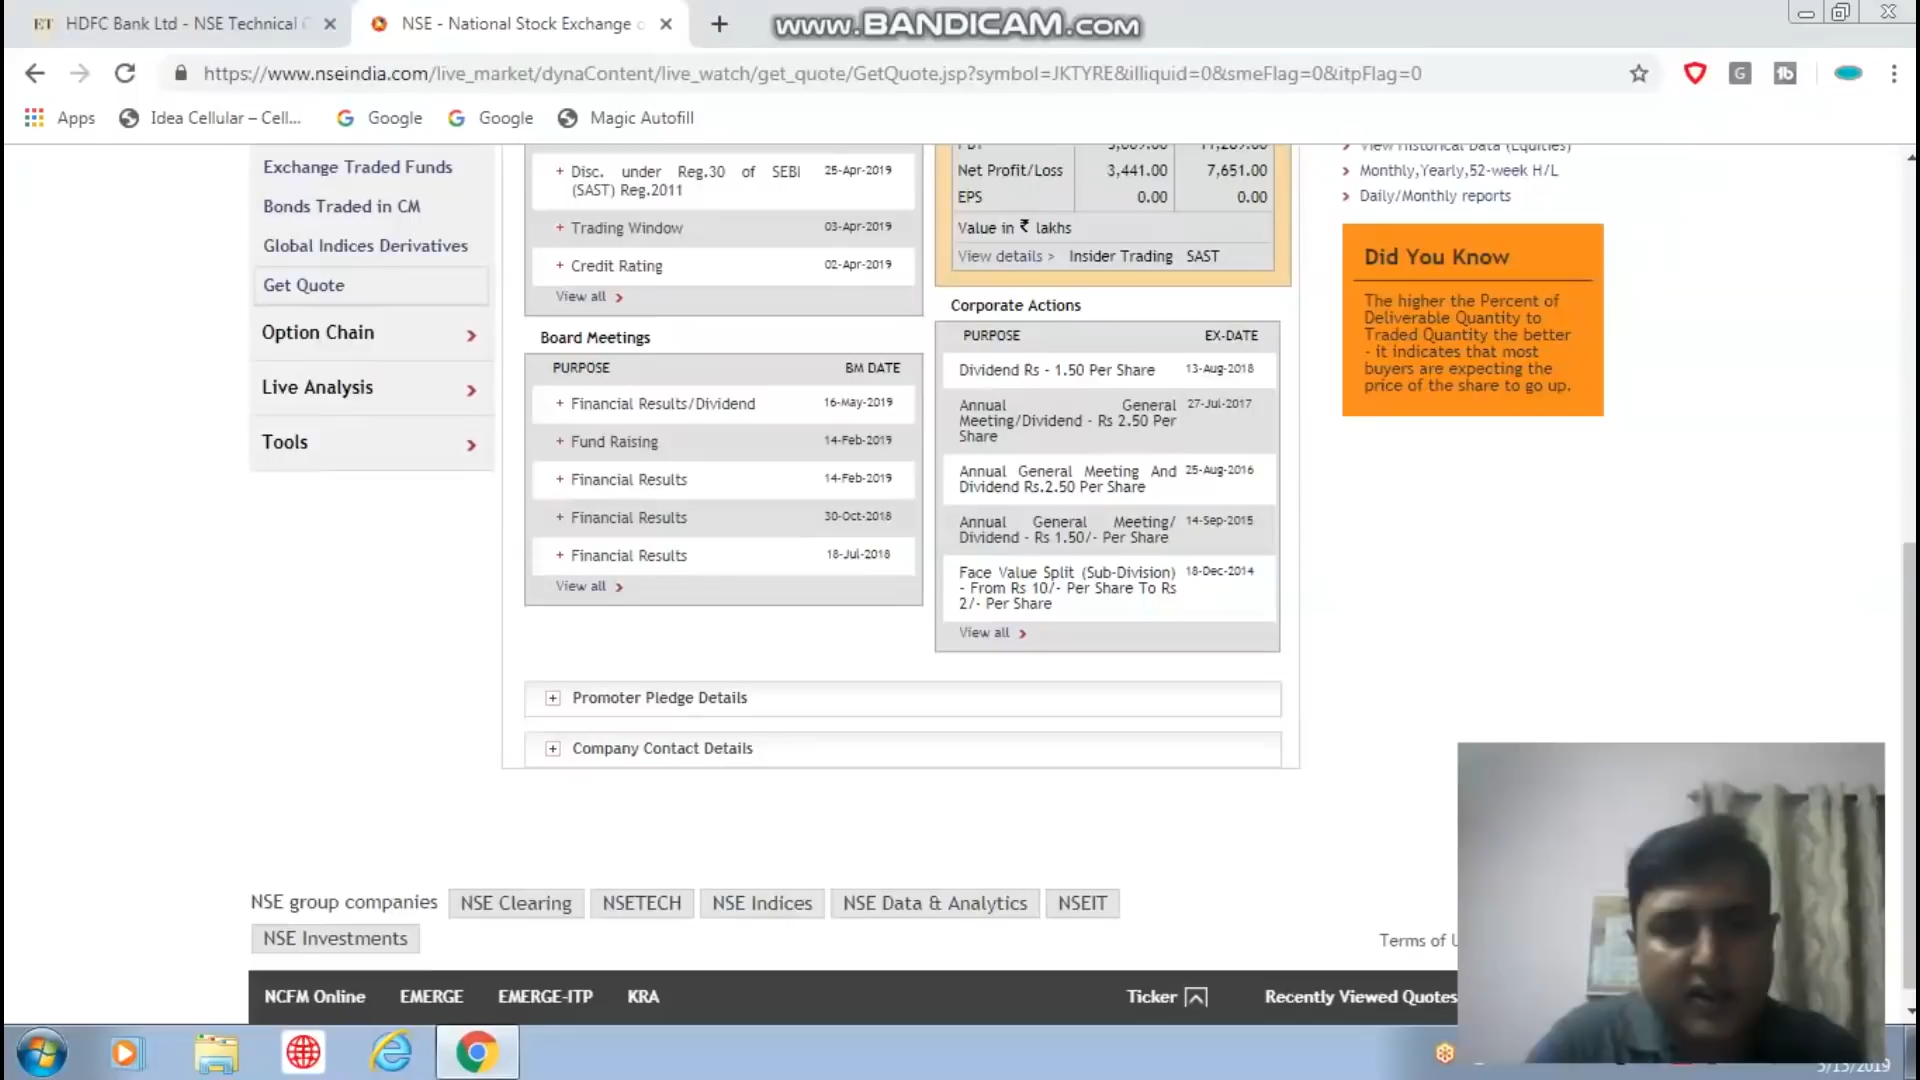 HDFC Bank Ltd - NSE Technical
NSE - National Stock Exchange
www.BANDICAM.com
https://www.nseindia.com/live_market/dynaContent/live_watch/get_quote/GetQuote.jsp?symbol=JKTYRE&illiquid=0&smeFlag=0&itpFlag=0
Apps
Idea Cellular – Cell...
Google
Google
Magic Autofill
Exchange Traded Funds
Bonds Traded in CM
Global Indices Derivatives
Get Quote
Option Chain
Live Analysis
Tools
+ Disc. under Reg.30 of SEBI 25-Apr-2019
(SAST) Reg.2011
+ Trading Window 03-Apr-2019
+ Credit Rating 02-Apr-2019
View all >
Board Meetings
PURPOSE BM DATE
+ Financial Results/Dividend 16-May-2019
+ Fund Raising 14-Feb-2019
+ Financial Results 14-Feb-2019
+ Financial Results 30-Oct-2018
+ Financial Results 18-Jul-2018
View all >
Net Profit/Loss 3,441.00 7,651.00
EPS 0.00 0.00
Value in ₹ lakhs
View details > Insider Trading SAST
Corporate Actions
PURPOSE EX-DATE
Dividend Rs - 1.50 Per Share 13-Aug-2018
Annual General 27-Jul-2017
Meeting/Dividend - Rs 2.50 Per
Share
Annual General Meeting And 25-Aug-2016
Dividend Rs.2.50 Per Share
Annual General Meeting/ 14-Sep-2015
Dividend - Rs 1.50/- Per Share
Face Value Split (Sub-Division) 18-Dec-2014
- From Rs 10/- Per Share To Rs
2/- Per Share
View all >
View Historical Data (Equities)
> Monthly,Yearly,52-week H/L
> Daily/Monthly reports
Did You Know
The higher the Percent of
Deliverable Quantity to
Traded Quantity the better
- it indicates that most
buyers are expecting the
price of the share to go up.
+ Promoter Pledge Details
+ Company Contact Details
NSE group companies
NSE Clearing
NSETECH
NSE Indices
NSE Data & Analytics
NSEIT
NSE Investments
Terms of
NCFM Online
EMERGE
EMERGE-ITP
KRA
Ticker
Recently Viewed Quotes